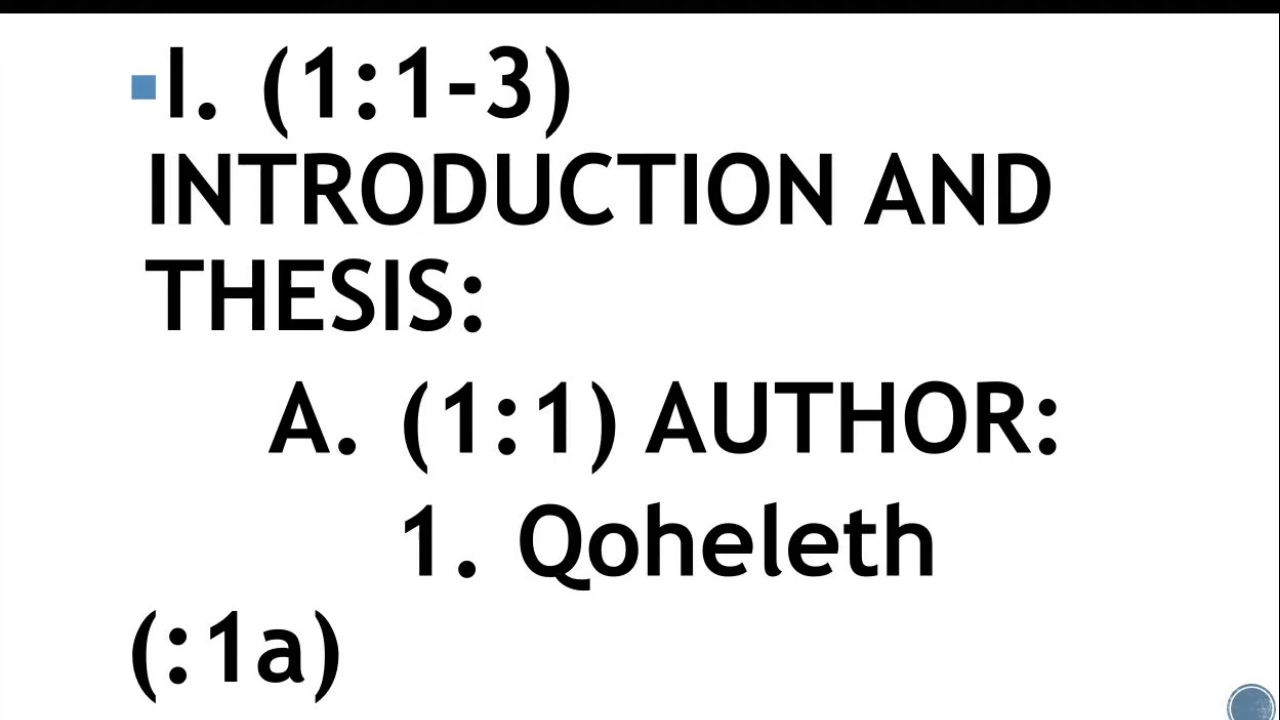 I. (1:1-3)
INTRODUCTION AND
THESIS:
A. (1:1) AUTHOR:
1. Qoheleth
(:1a)